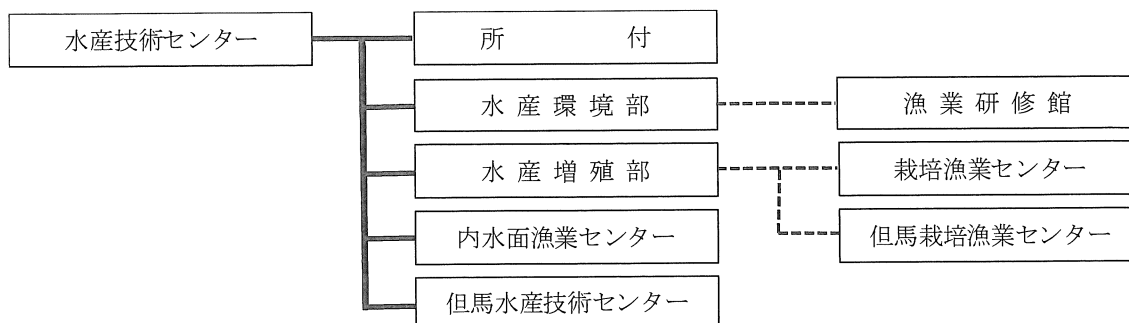 水産技術センター
所付
水産環境部
漁業研修館
水産増殖部
栽培漁業センター
内水面漁業センター
但馬栽培漁業センター
但馬水産技術センター